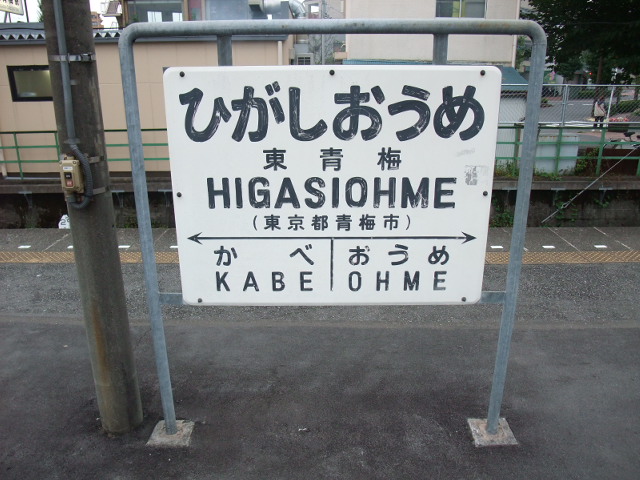 ひがしおうめ
東青梅
HIGASIOHME
(東京都青梅市)
かべ おうめ
KABE OHME